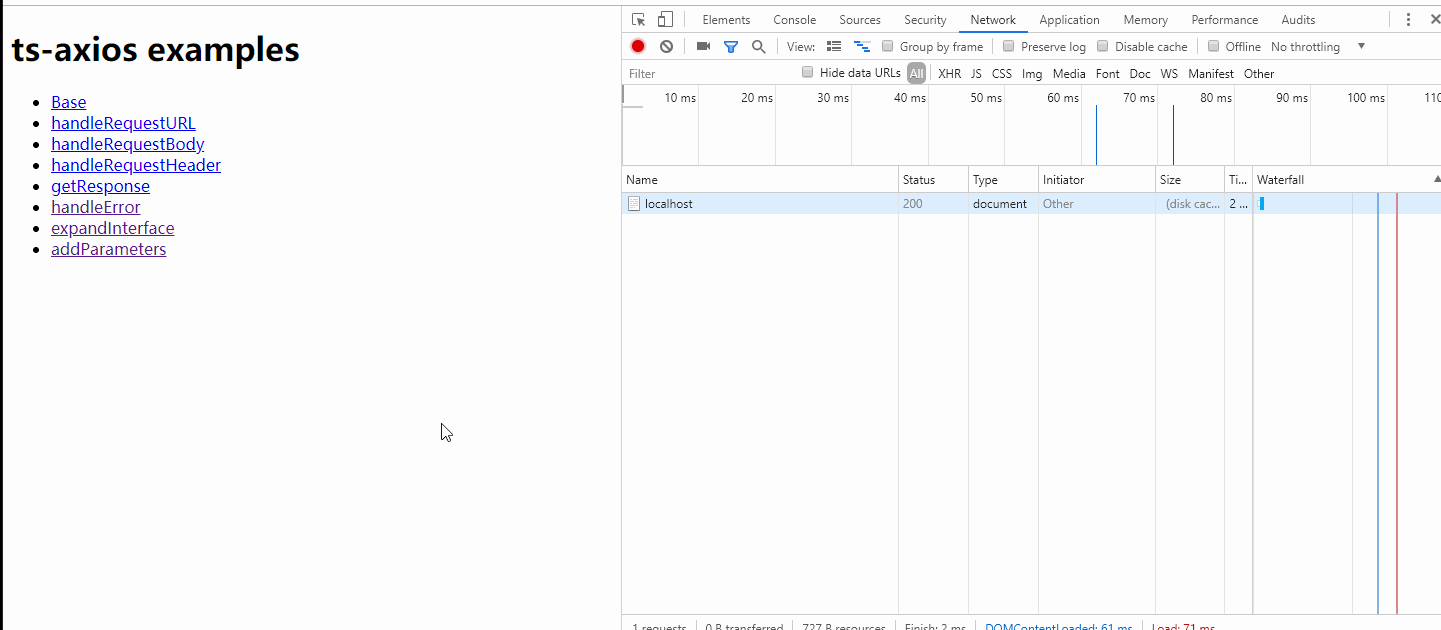 ts-axios examples
Base
handleRequestURL
handleRequestBody
handleRequestHeader
getResponse
handleError
expandInterface
addParameters
Elements Console Sources Security Network Application Memory Performance Audits
View: Group by frame Preserve log Disable cache Offline No throttling
Filter Hide data URLs All XHR JS CSS Img Media Font Doc WS Manifest Other
10 ms 20 ms 30 ms 40 ms 50 ms 60 ms 70 ms 80 ms 90 ms 100 ms 110
Name Status Type Initiator Size Ti... Waterfall
localhost 200 document Other (disk cac... 2 ...
1 requests 0 B transferred 727 B resources Finish: 2 ms DOMContentLoaded: 61 ms Load: 71 ms